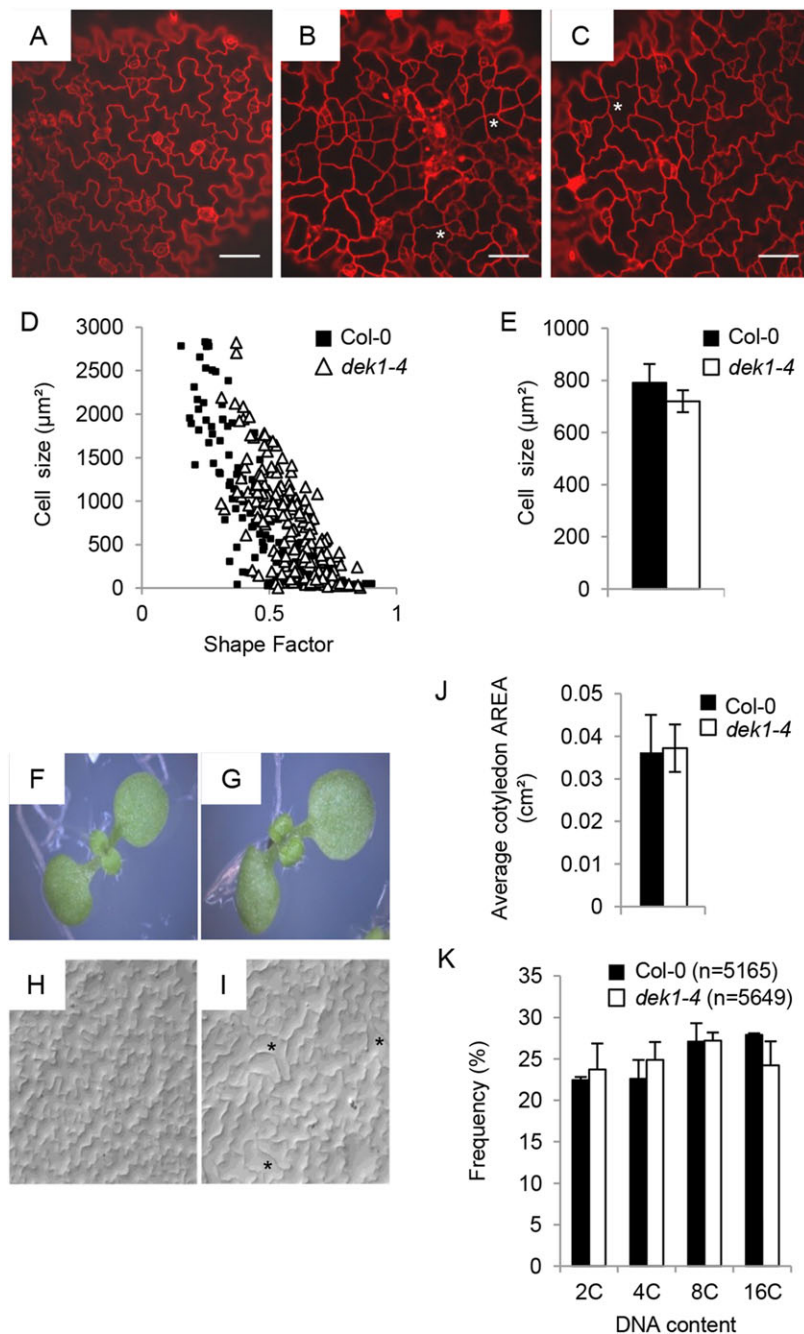 A
B
C
*
*
*
D
Col-0
dek1-4
3000
2500
2000
1500
1000
500
0
Cell size (µm²)
0
0.5
1
Shape Factor
E
Col-0
dek1-4
1000
800
600
400
200
0
Cell size (µm²)
F
G
H
I
*
*
*
J
Col-0
dek1-4
0.05
0.04
0.03
0.02
0.01
0
Average cotyledon AREA
(cm²)
K
Col-0 (n=5165)
dek1-4 (n=5649)
35
30
25
20
15
10
5
0
Frequency (%)
2C 4C 8C 16C
DNA content